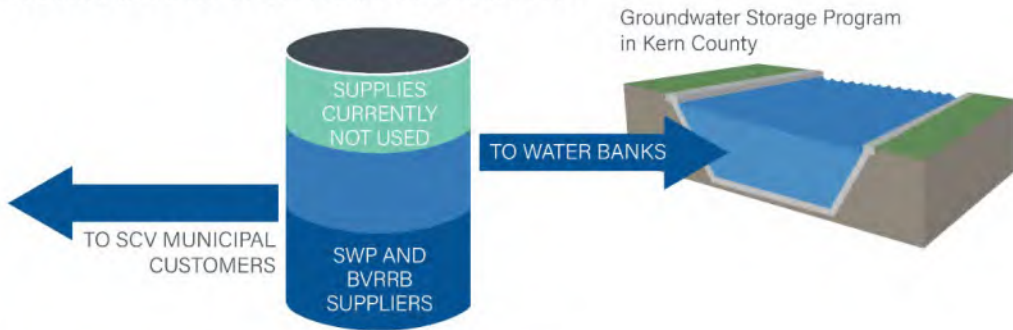 Groundwater Storage Program
in Kern County
SUPPLIES
CURRENTLY
NOT USED
TO WATER BANKS
TO SCV MUNICIPAL
CUSTOMERS
SWP AND
BVRRB
SUPPLIERS